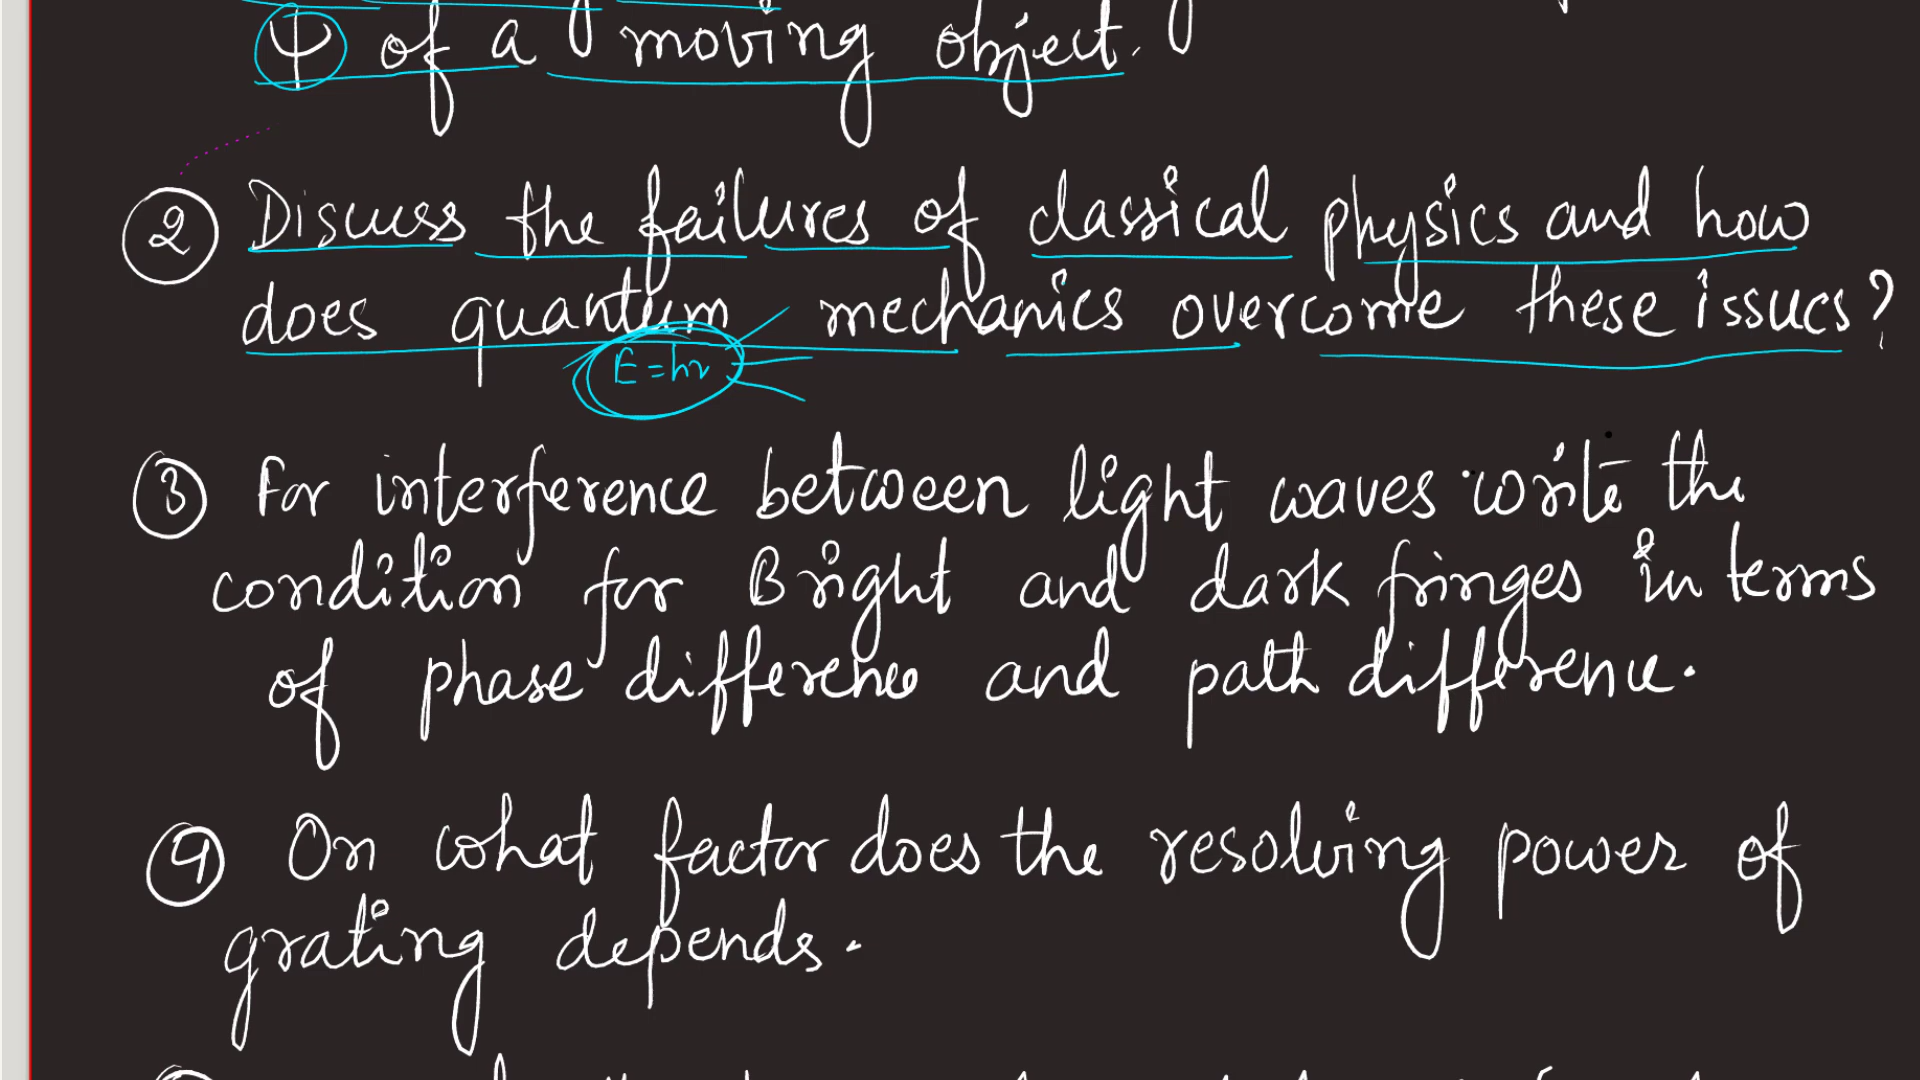 ψ of a moving object.
② Discuss the failures of classical physics and how
does quantum mechanics overcome these issues?
E = hν
③ For interference between light waves write the
condition for Bright and dark fringes in terms
of phase difference and path difference.
④ On what factor does the resolving power of
grating depends.